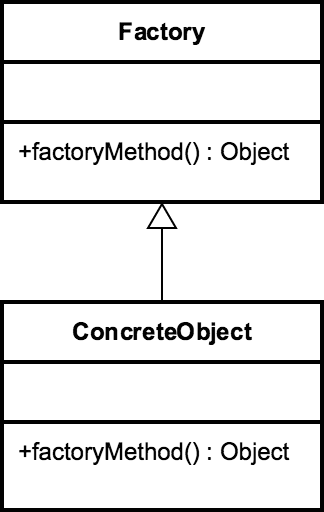 Factory
+factoryMethod() : Object
ConcreteObject
+factoryMethod() : Object